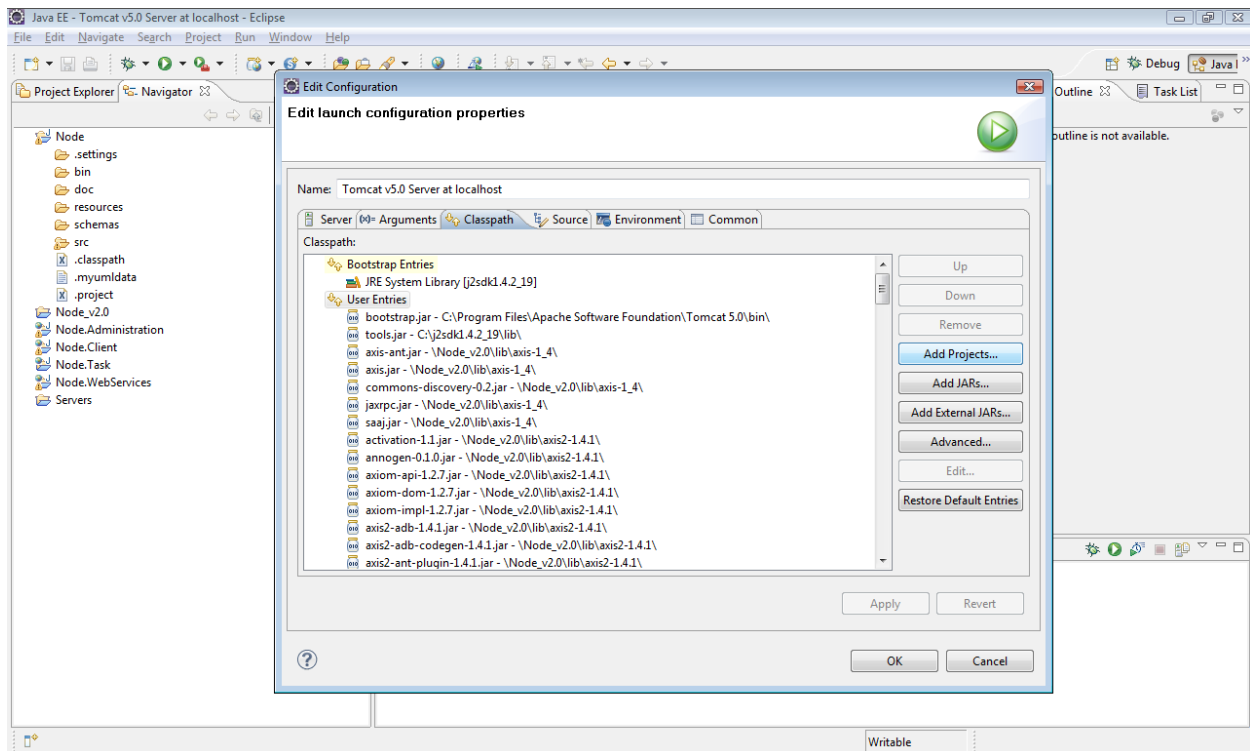 Java EE - Tomcat v5.0 Server at localhost - Eclipse
File Edit Navigate Search Project Run Window Help
Debug Java
Project Explorer Navigator
Outline Task List
outline is not available.
Node
.settings
bin
doc
resources
schemas
src
.classpath
.myumldata
.project
Node_v2.0
Node.Administration
Node.Client
Node.Task
Node.WebServices
Servers
Edit Configuration
Edit launch configuration properties
Name: Tomcat v5.0 Server at localhost
Server (x)= Arguments Classpath Source Environment Common
Classpath:
Bootstrap Entries
JRE System Library [j2sdk1.4.2_19]
User Entries
bootstrap.jar - C:\Program Files\Apache Software Foundation\Tomcat 5.0\bin\
tools.jar - C:\j2sdk1.4.2_19\lib\
axis-ant.jar - \Node_v2.0\lib\axis-1_4\
axis.jar - \Node_v2.0\lib\axis-1_4\
commons-discovery-0.2.jar - \Node_v2.0\lib\axis-1_4\
jaxrpc.jar - \Node_v2.0\lib\axis-1_4\
saaj.jar - \Node_v2.0\lib\axis-1_4\
activation-1.1.jar - \Node_v2.0\lib\axis2-1.4.1\
annogen-0.1.0.jar - \Node_v2.0\lib\axis2-1.4.1\
axiom-api-1.2.7.jar - \Node_v2.0\lib\axis2-1.4.1\
axiom-dom-1.2.7.jar - \Node_v2.0\lib\axis2-1.4.1\
axiom-impl-1.2.7.jar - \Node_v2.0\lib\axis2-1.4.1\
axis2-adb-1.4.1.jar - \Node_v2.0\lib\axis2-1.4.1\
axis2-adb-codegen-1.4.1.jar - \Node_v2.0\lib\axis2-1.4.1\
axis2-ant-plugin-1.4.1.jar - \Node_v2.0\lib\axis2-1.4.1\
Up
Down
Remove
Add Projects...
Add JARs...
Add External JARs...
Advanced...
Edit...
Restore Default Entries
Apply Revert
OK Cancel
Writable